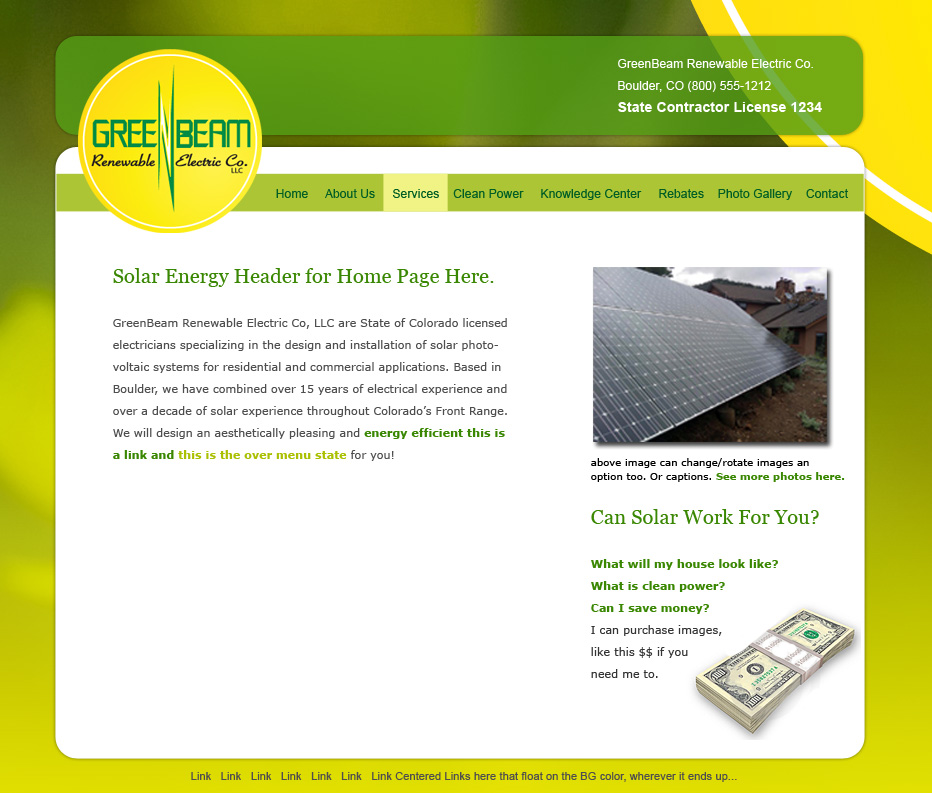 GreenBeam Renewable Electric Co.
Boulder, CO (800) 555-1212
State Contractor License 1234
GREENBEAM
Renewable Electric Co.
LLC
Home About Us Services Clean Power Knowledge Center Rebates Photo Gallery Contact
Solar Energy Header for Home Page Here.
GreenBeam Renewable Electric Co, LLC are State of Colorado licensed
electricians specializing in the design and installation of solar photo-
voltaic systems for residential and commercial applications. Based in
Boulder, we have combined over 15 years of electrical experience and
over a decade of solar experience throughout Colorado’s Front Range.
We will design an aesthetically pleasing and energy efficient this is
a link and this is the over menu state for you!
above image can change/rotate images an
option too. Or captions. See more photos here.
Can Solar Work For You?
What will my house look like?
What is clean power?
Can I save money?
I can purchase images,
like this $$ if you
need me to.
100
100
Link Link Link Link Link Link Link Centered Links here that float on the BG color, wherever it ends up...